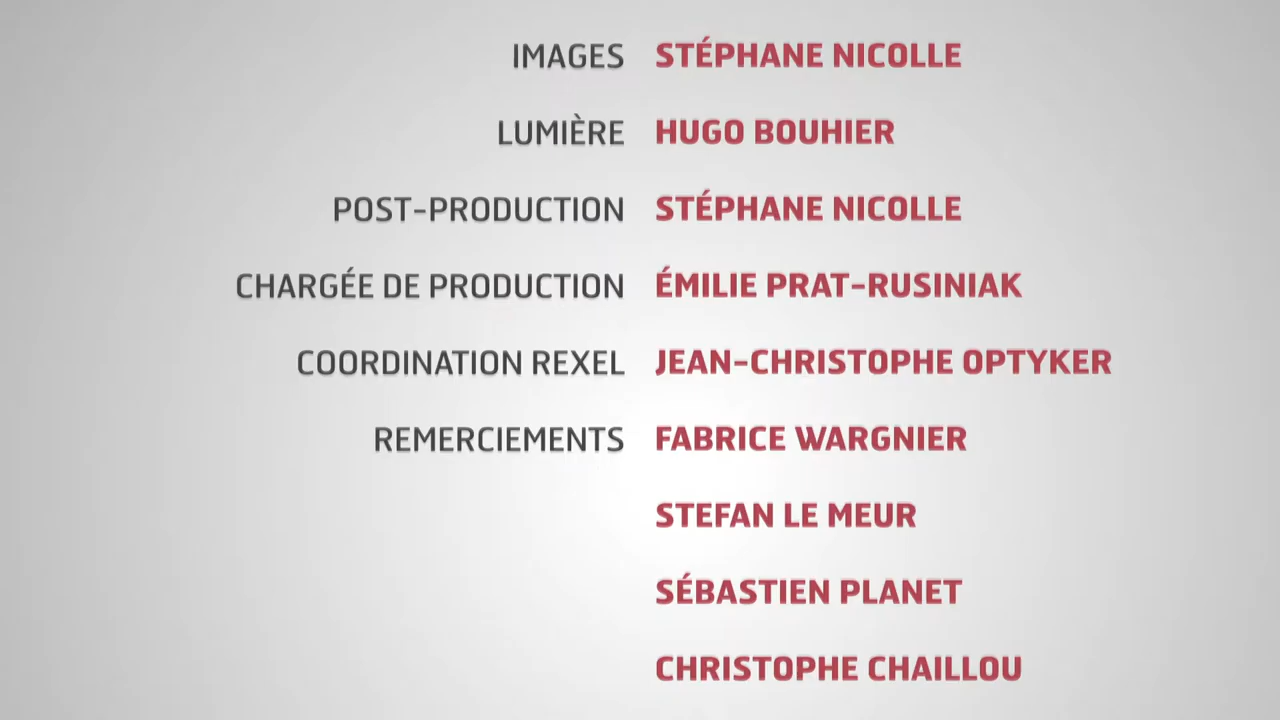 IMAGES STÉPHANE NICOLLE
LUMIÈRE HUGO BOUHIER
POST-PRODUCTION STÉPHANE NICOLLE
CHARGÉE DE PRODUCTION ÉMILIE PRAT-RUSINIAK
COORDINATION REXEL JEAN-CHRISTOPHE OPTYKER
REMERCIEMENTS FABRICE WARGNIER
STEFAN LE MEUR
SÉBASTIEN PLANET
CHRISTOPHE CHAILLOU